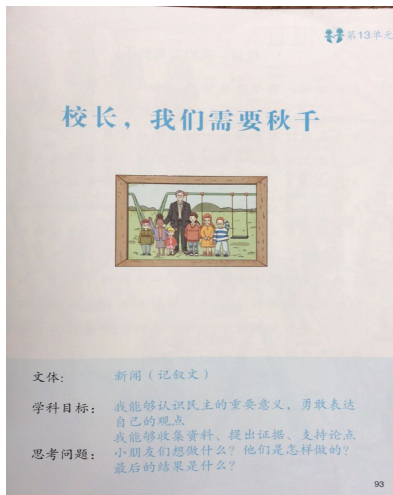 第13单元
校长，我们需要秋千
文体： 新闻（记叙文）
学科目标： 我能够认识民主的重要意义，勇敢表达
自己的观点
我能够收集资料、提出证据、支持论点
思考问题： 小朋友们想做什么？他们是怎样做的？
最后的结果是什么？
93